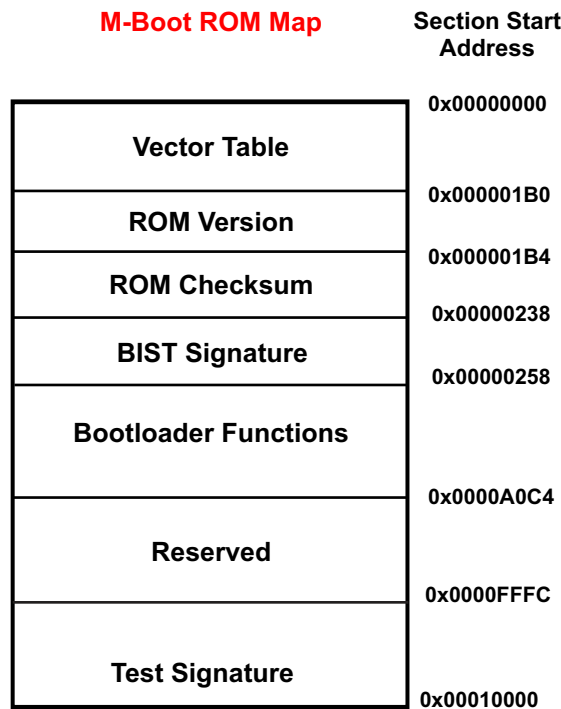 M-Boot ROM Map
Section Start
Address
0x00000000
Vector Table
0x000001B0
ROM Version
0x000001B4
ROM Checksum
0x00000238
BIST Signature
0x00000258
Bootloader Functions
0x0000A0C4
Reserved
0x0000FFFC
Test Signature
0x00010000